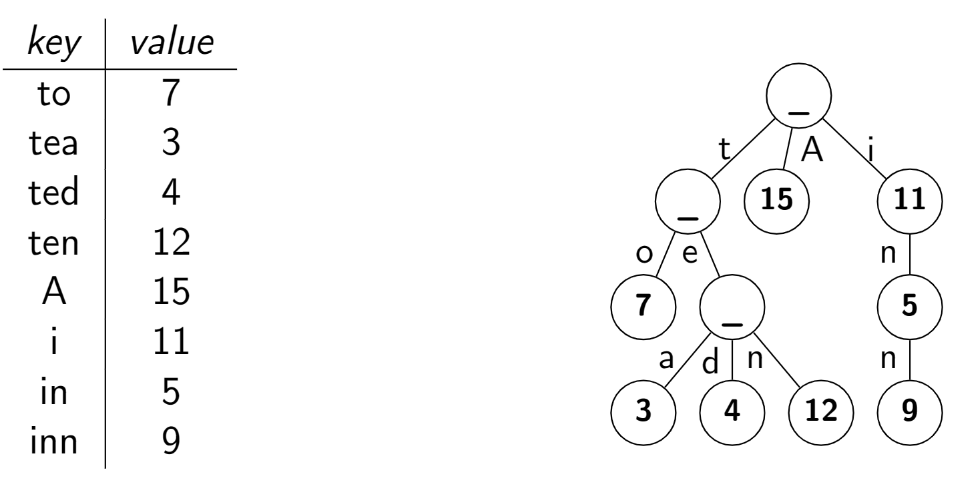 key value
to 7
tea 3
ted 4
ten 12
A 15
i 11
in 5
inn 9
_
t A i
_ 15 11
o e n
7 _ 5
a d n n
3 4 12 9